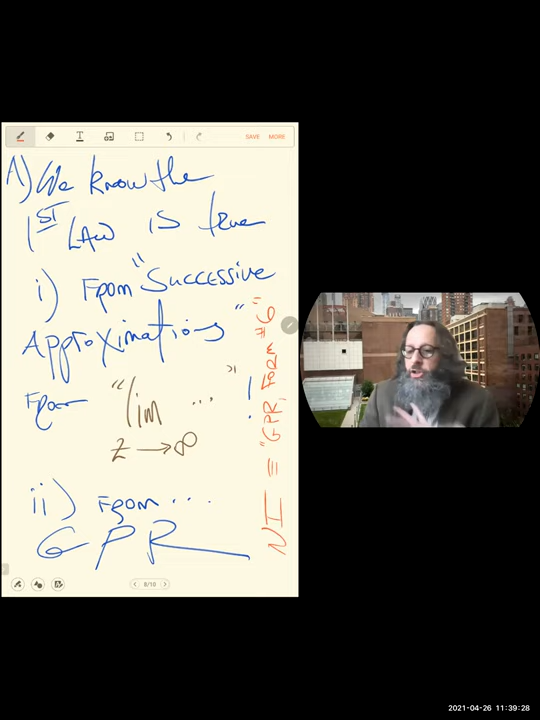 SAVE MORE
A) We know the
1ST LAW IS true
i) From "Successive
Approximations"
From "lim ..." !
z → ∞
ii) From ...
GPR
NI ≡ "GPR, Form #6"
8/10
2021-04-26 11:39:28